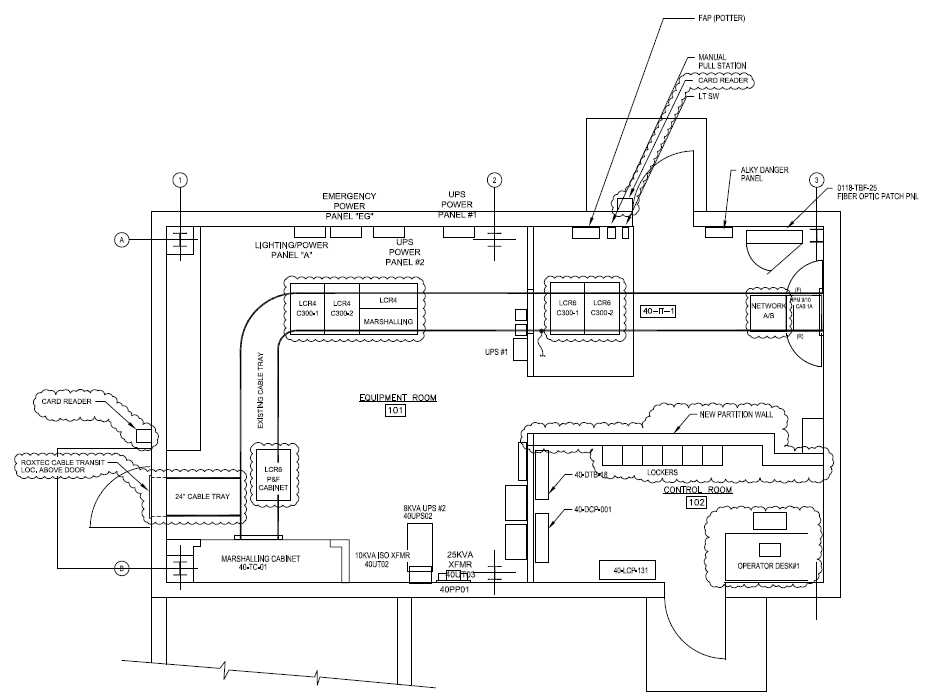 FAP (POTTER)
MANUAL
PULL STATION
CARD READER
LT SW
ALKY DANGER
PANEL
0118-TBF-25
FIBER OPTIC PATCH PNL
1
2
3
EMERGENCY
POWER
PANEL "EG"
UPS
POWER
PANEL #1
A
LIGHTING/POWER
PANEL "A"
UPS
POWER
PANEL #2
LCR4
C300-1
LCR4
C300-2
LCR4
MARSHALLING
LCR6
C300-1
LCR6
C300-2
40-IT-1
NETWORK
A/B
(F)
CAB 1A
(R)
UPS #1
EXISTING CABLE TRAY
EQUIPMENT ROOM
101
CARD READER
NEW PARTITION WALL
ROXTEC CABLE TRANSIT
LOC. ABOVE DOOR
LCR6
P&F
CABINET
24" CABLE TRAY
LOCKERS
40-DTB-18
CONTROL ROOM
102
8KVA UPS #2
40UPS02
40-DCP-001
B
MARSHALLING CABINET
40-TC-01
10KVA ISO XFMR
40UT02
25KVA
XFMR
40UT03
40PP01
40-LCP-131
OPERATOR DESK#1